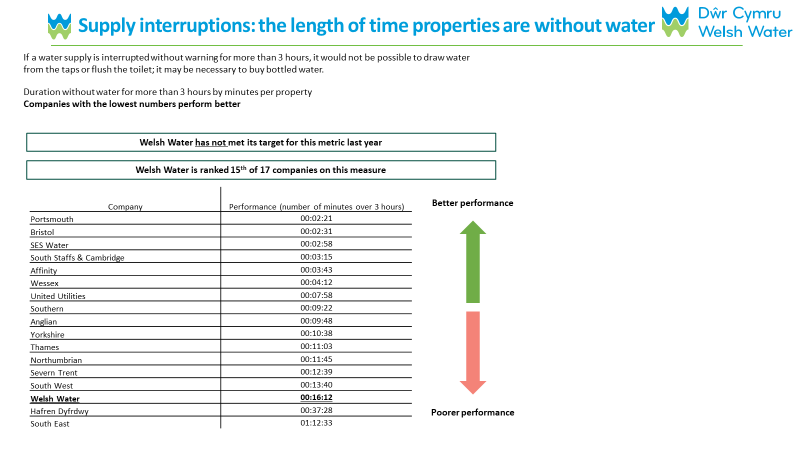 Supply interruptions: the length of time properties are without water
Dŵr Cymru
Welsh Water
If a water supply is interrupted without warning for more than 3 hours, it would not be possible to draw water
from the taps or flush the toilet; it may be necessary to buy bottled water.
Duration without water for more than 3 hours by minutes per property
Companies with the lowest numbers perform better
Welsh Water has not met its target for this metric last year
Welsh Water is ranked 15th of 17 companies on this measure
Company Performance (number of minutes over 3 hours)
Portsmouth 00:02:21
Bristol 00:02:31
SES Water 00:02:58
South Staffs & Cambridge 00:03:15
Affinity 00:03:43
Wessex 00:04:12
United Utilities 00:07:58
Southern 00:09:22
Anglian 00:09:48
Yorkshire 00:10:38
Thames 00:11:03
Northumbrian 00:11:45
Severn Trent 00:12:39
South West 00:13:40
Welsh Water 00:16:12
Hafren Dyfrdwy 00:37:28
South East 01:12:33
Better performance
Poorer performance